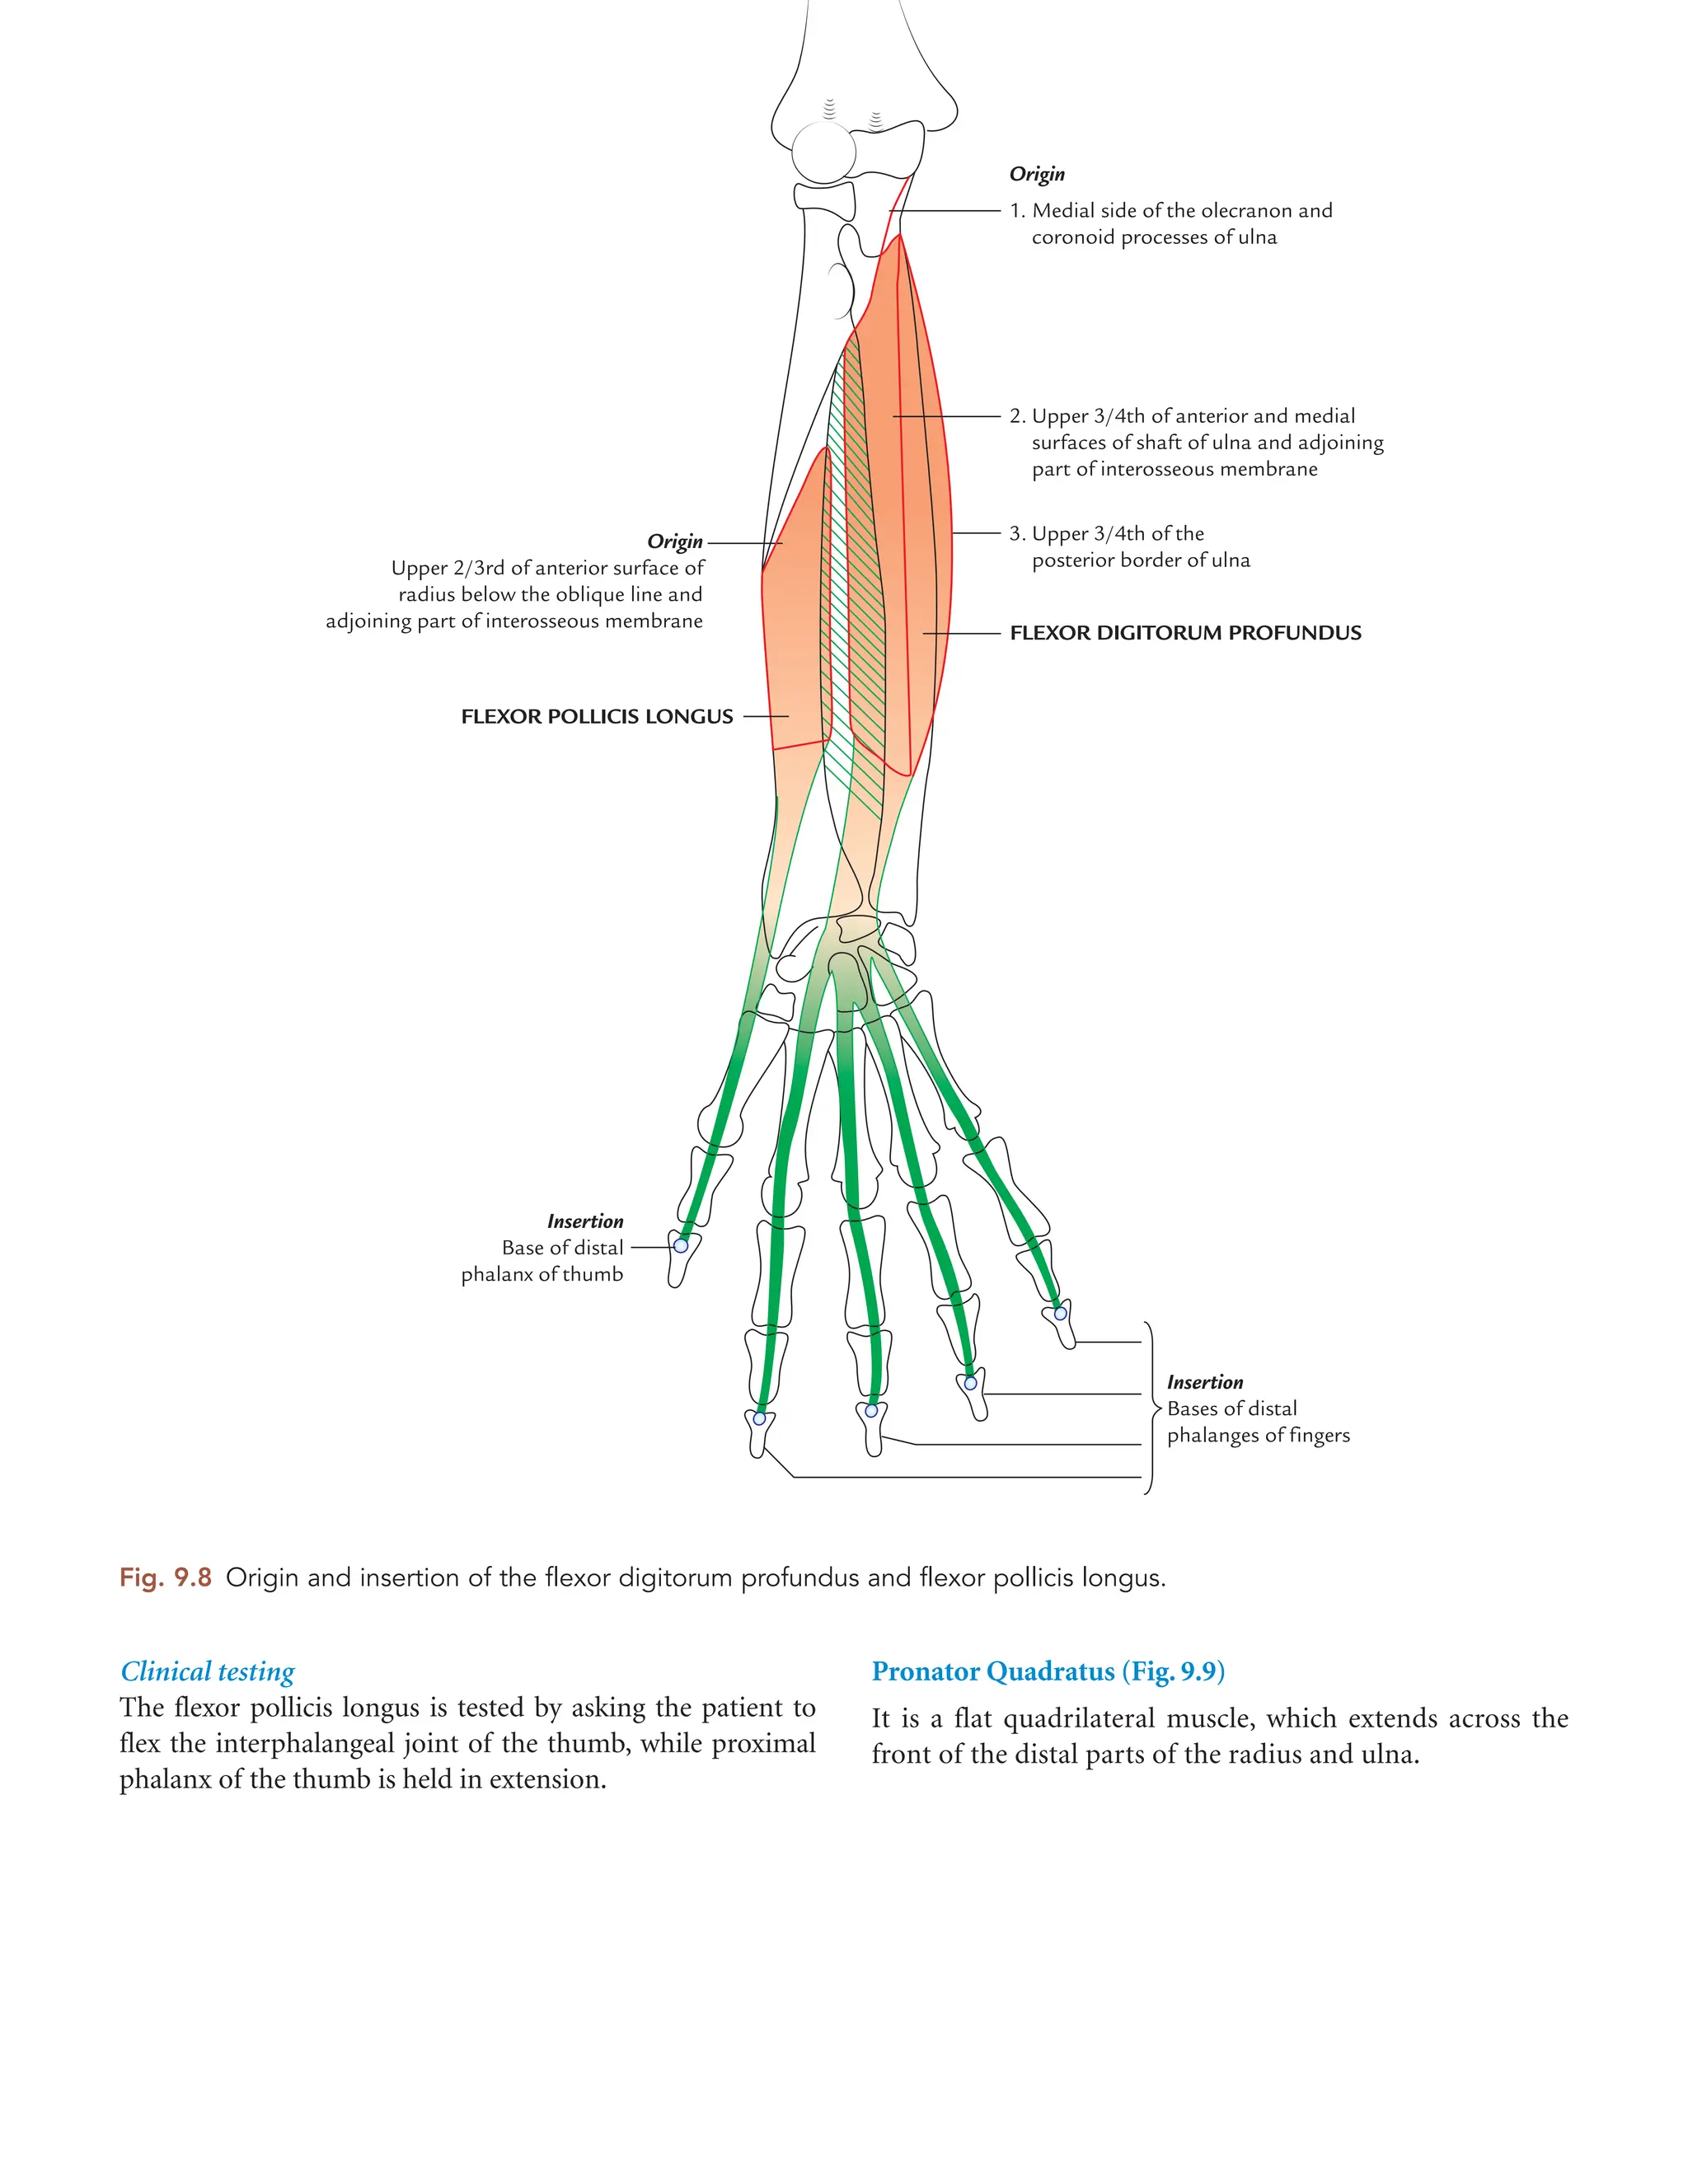 Origin
1. Medial side of the olecranon and
coronoid processes of ulna
2. Upper 3/4th of anterior and medial
surfaces of shaft of ulna and adjoining
part of interosseous membrane
3. Upper 3/4th of the
posterior border of ulna
FLEXOR DIGITORUM PROFUNDUS
Origin
Upper 2/3rd of anterior surface of
radius below the oblique line and
adjoining part of interosseous membrane
FLEXOR POLLICIS LONGUS
Insertion
Base of distal
phalanx of thumb
Insertion
Bases of distal
phalanges of fingers
Fig. 9.8 Origin and insertion of the flexor digitorum profundus and flexor pollicis longus.
Clinical testing
The flexor pollicis longus is tested by asking the patient to
flex the interphalangeal joint of the thumb, while proximal
phalanx of the thumb is held in extension.
Pronator Quadratus (Fig. 9.9)
It is a flat quadrilateral muscle, which extends across the
front of the distal parts of the radius and ulna.